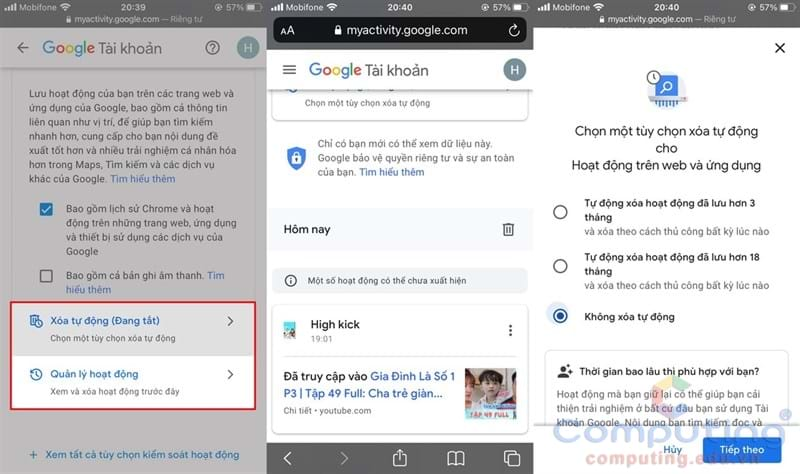 Mobifone 20:39 57%
myactivity.google.com — Riêng tư
Google Tài khoản
H
Lưu hoạt động của bạn trên các trang web và
ứng dụng của Google, bao gồm cả thông tin
liên quan như vị trí, để giúp bạn tìm kiếm
nhanh hơn, cung cấp cho bạn nội dung đề
xuất tốt hơn và nhiều trải nghiệm cá nhân hóa
hơn trong Maps, Tìm kiếm và các dịch vụ
khác của Google. Tìm hiểu thêm
Bao gồm lịch sử Chrome và hoạt
động trên những trang web, ứng dụng
và thiết bị sử dụng các dịch vụ của
Google
Bao gồm cả bản ghi âm thanh. Tìm
hiểu thêm
Xóa tự động (Đang tắt)
Chọn một tùy chọn xóa tự động
Quản lý hoạt động
Xem và xóa hoạt động trước đây
+ Xem tất cả tùy chọn kiểm soát hoạt động
Mobifone 20:40 57%
AA myactivity.google.com
Google Tài khoản
H
Chọn một tùy chọn xóa tự động
Chỉ có bạn mới có thể xem dữ liệu này.
Google bảo vệ quyền riêng tư và sự an toàn
của bạn. Tìm hiểu thêm
Hôm nay
Một số hoạt động có thể chưa xuất hiện
High kick
19:01
Đã truy cập vào Gia Đình Là Số 1
P3 | Tập 49 Full: Cha trẻ giàn...
Chi tiết • youtube.com
TẬP 49 FULL
Mobifone 20:40 57%
myactivity.google.com — Riêng tư
Chọn một tùy chọn xóa tự động
cho
Hoạt động trên web và ứng dụng
Tự động xóa hoạt động đã lưu hơn 3
tháng
và xóa theo cách thủ công bất kỳ lúc nào
Tự động xóa hoạt động đã lưu hơn 18
tháng
và xóa theo cách thủ công bất kỳ lúc nào
Không xóa tự động
Thời gian bao lâu thì phù hợp với bạn?
Hoạt động mà bạn giữ lại có thể giúp bạn cải
thiện trải nghiệm ở bất cứ đâu bạn sử dụng Tài
khoản Google. Nội dung bạn tìm kiếm, đọc và
Hủy
Tiếp theo
Computing
computing.edu.vn